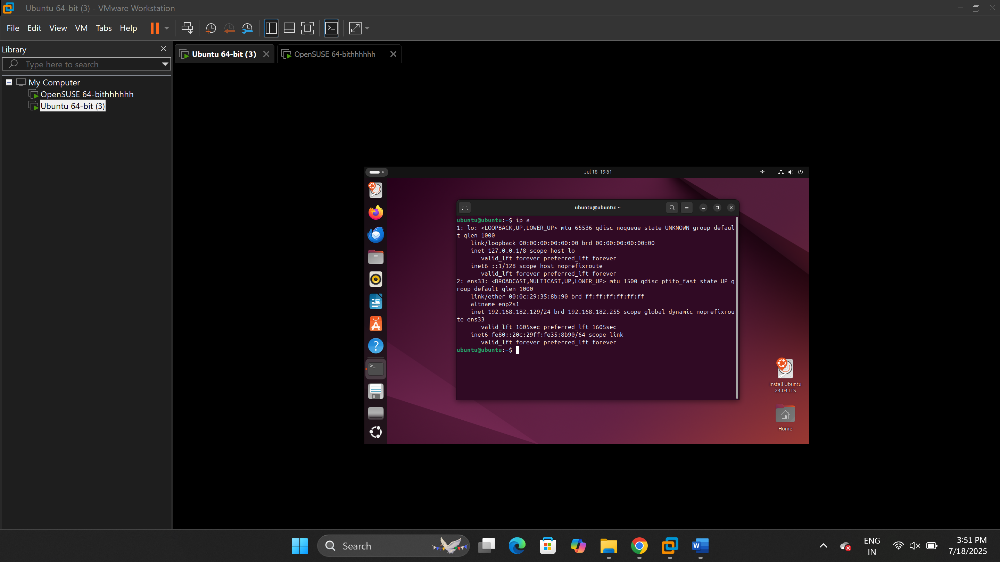 Ubuntu 64-bit (3) - VMware Workstation
File Edit View VM Tabs Help
Library
Type here to search
My Computer
OpenSUSE 64-bithhhhhh
Ubuntu 64-bit (3)
Ubuntu 64-bit (3)
OpenSUSE 64-bithhhhhh
Jul 18 19:51
ubuntu@ubuntu: ~
ubuntu@ubuntu:~$ ip a
1: lo: <LOOPBACK,UP,LOWER_UP> mtu 65536 qdisc noqueue state UNKNOWN group defaul
t qlen 1000
link/loopback 00:00:00:00:00:00 brd 00:00:00:00:00:00
inet 127.0.0.1/8 scope host lo
valid_lft forever preferred_lft forever
inet6 ::1/128 scope host noprefixroute
valid_lft forever preferred_lft forever
2: ens33: <BROADCAST,MULTICAST,UP,LOWER_UP> mtu 1500 qdisc pfifo_fast state UP g
roup default qlen 1000
link/ether 00:0c:29:35:8b:90 brd ff:ff:ff:ff:ff:ff
altname enp2s1
inet 192.168.182.129/24 brd 192.168.182.255 scope global dynamic noprefixrou
te ens33
valid_lft 1605sec preferred_lft 1605sec
inet6 fe80::20c:29ff:fe35:8b90/64 scope link
valid_lft forever preferred_lft forever
ubuntu@ubuntu:~$
Install Ubuntu
24.04 LTS
Home
Search
ENG
IN
3:51 PM
7/18/2025